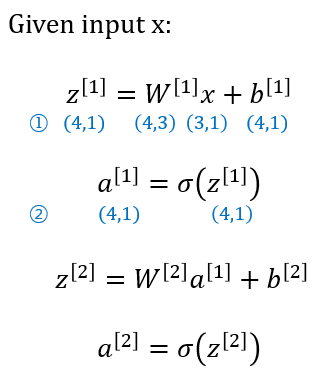 Given input x:
z^[1] = W^[1]x + b^[1]
① (4,1) (4,3) (3,1) (4,1)
a^[1] = σ(z^[1])
② (4,1) (4,1)
z^[2] = W^[2]a^[1] + b^[2]
a^[2] = σ(z^[2])